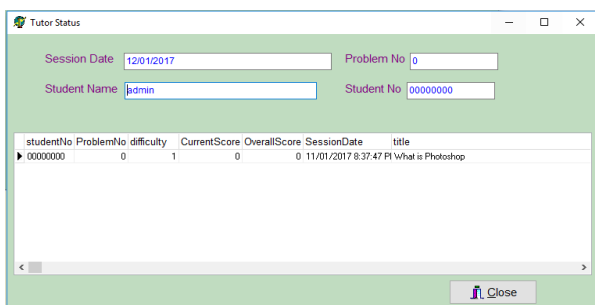 Tutor Status
Session Date 12/01/2017 Problem No 0
Student Name admin Student No 00000000
studentNo ProblemNo difficulty CurrentScore OverallScore SessionDate title
00000000 0 1 0 0 11/01/2017 8:37:47 PI What is Photoshop
Close